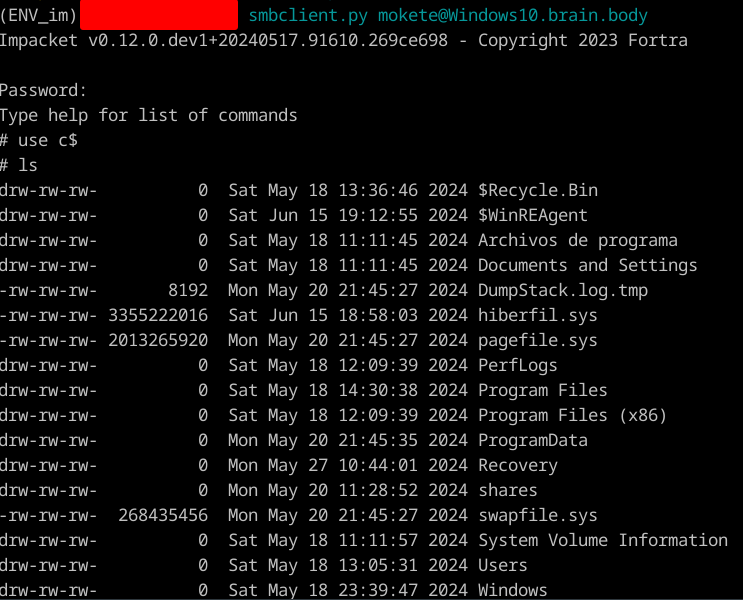 (ENV_im) smbclient.py mokete@Windows10.brain.body
Impacket v0.12.0.dev1+20240517.91610.269ce698 - Copyright 2023 Fortra
Password:
Type help for list of commands
# use c$
# ls
drw-rw-rw- 0 Sat May 18 13:36:46 2024 $Recycle.Bin
drw-rw-rw- 0 Sat Jun 15 19:12:55 2024 $WinREAgent
drw-rw-rw- 0 Sat May 18 11:11:45 2024 Archivos de programa
drw-rw-rw- 0 Sat May 18 11:11:45 2024 Documents and Settings
-rw-rw-rw- 8192 Mon May 20 21:45:27 2024 DumpStack.log.tmp
-rw-rw-rw- 3355222016 Sat Jun 15 18:58:03 2024 hiberfil.sys
-rw-rw-rw- 2013265920 Mon May 20 21:45:27 2024 pagefile.sys
drw-rw-rw- 0 Sat May 18 12:09:39 2024 PerfLogs
drw-rw-rw- 0 Sat May 18 14:30:38 2024 Program Files
drw-rw-rw- 0 Sat May 18 12:09:39 2024 Program Files (x86)
drw-rw-rw- 0 Mon May 20 21:45:35 2024 ProgramData
drw-rw-rw- 0 Mon May 27 10:44:01 2024 Recovery
drw-rw-rw- 0 Mon May 20 11:28:52 2024 shares
-rw-rw-rw- 268435456 Mon May 20 21:45:27 2024 swapfile.sys
drw-rw-rw- 0 Sat May 18 11:11:57 2024 System Volume Information
drw-rw-rw- 0 Sat May 18 13:05:31 2024 Users
drw-rw-rw- 0 Sat May 18 23:39:47 2024 Windows